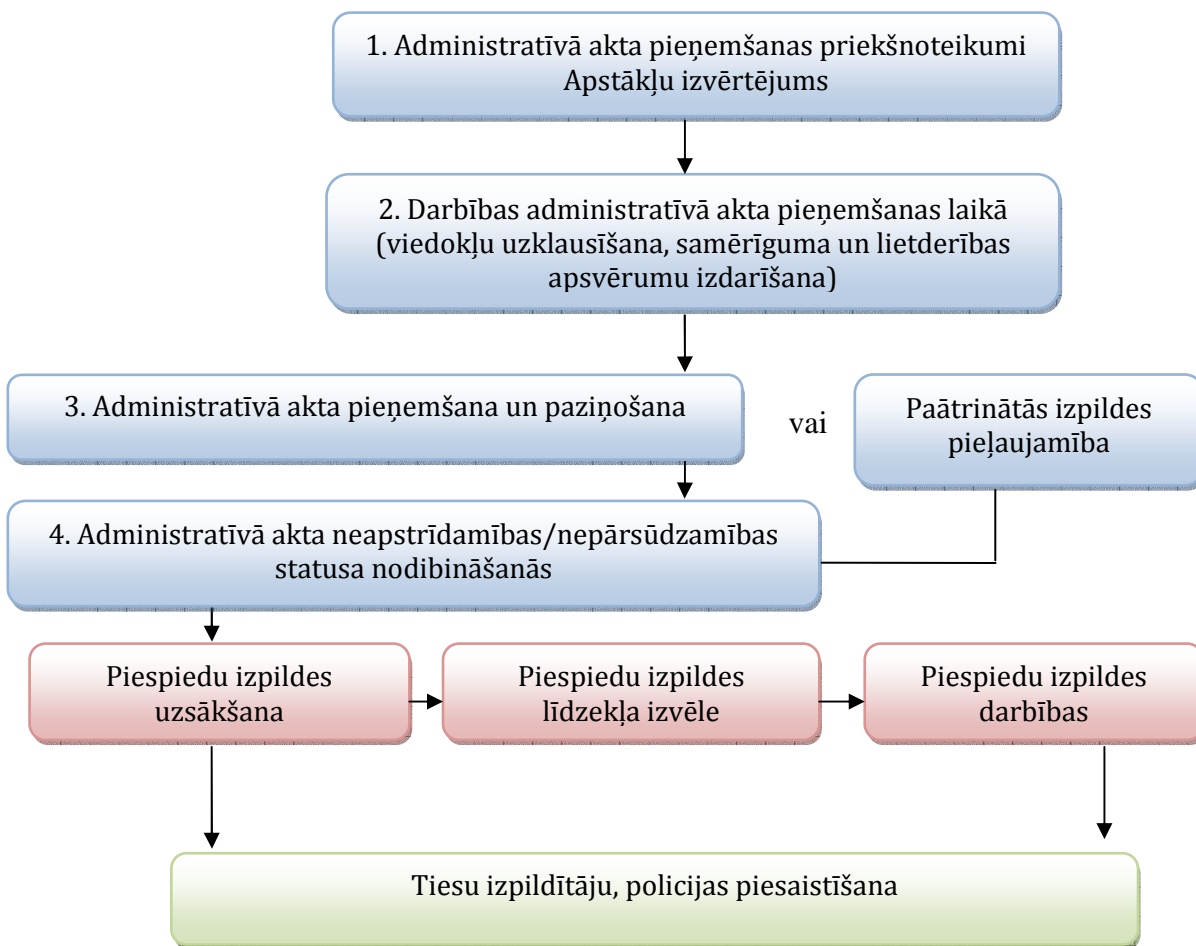 1. Administratīvā akta pieņemšanas priekšnoteikumi
Apstākļu izvērtējums
2. Darbības administratīvā akta pieņemšanas laikā
(viedokļu uzklausīšana, samērīguma un lietderības
apsvērumu izdarīšana)
3. Administratīvā akta pieņemšana un paziņošana
vai
Paātrinātās izpildes
pieļaujamība
4. Administratīvā akta neapstrīdamības/nepārsūdzamības
statusa nodibināšanās
Piespiedu izpildes
uzsākšana
Piespiedu izpildes
līdzekļa izvēle
Piespiedu izpildes
darbības
Tiesu izpildītāju, policijas piesaistīšana